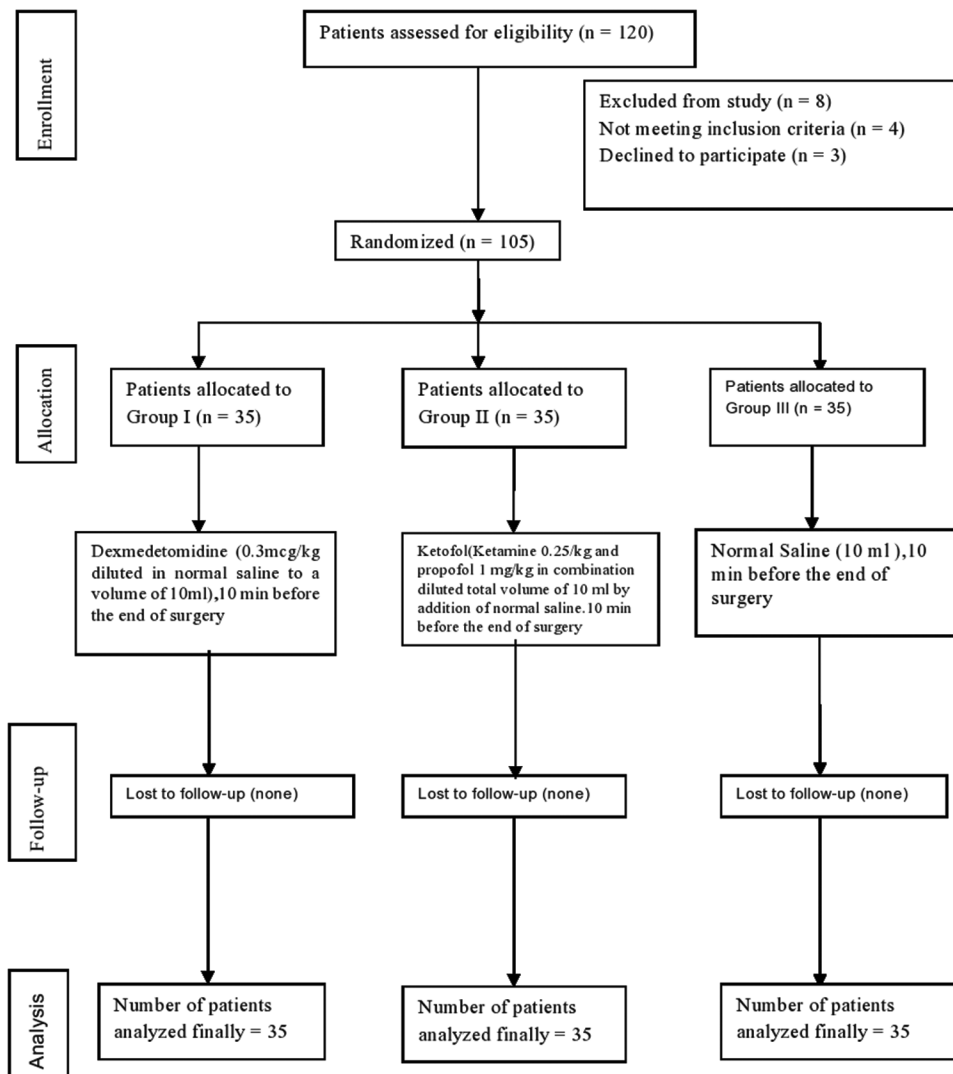 Enrollment
Patients assessed for eligibility (n = 120)
Excluded from study (n = 8)
Not meeting inclusion criteria (n = 4)
Declined to participate (n = 3)
Randomized (n = 105)
Allocation
Patients allocated to
Group I (n = 35)
Patients allocated to
Group II (n = 35)
Patients allocated to
Group III (n = 35)
Dexmedetomidine (0.3mcg/kg
diluted in normal saline to a
volume of 10ml),10 min before
the end of surgery
Ketofol(Ketamine 0.25/kg and
propofol 1 mg/kg in combination
diluted total volume of 10 ml by
addition of normal saline.10 min
before the end of surgery
Normal Saline (10 ml ),10
min before the end of
surgery
Follow-up
Lost to follow-up (none)
Lost to follow-up (none)
Lost to follow-up (none)
Analysis
Number of patients
analyzed finally = 35
Number of patients
analyzed finally = 35
Number of patients
analyzed finally = 35